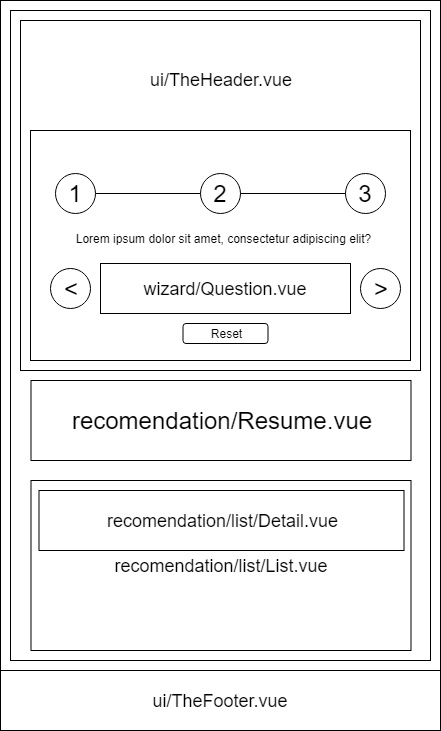 ui/TheHeader.vue
1 2 3
Lorem ipsum dolor sit amet, consectetur adipiscing elit?
< wizard/Question.vue >
Reset
recomendation/Resume.vue
recomendation/list/Detail.vue
recomendation/list/List.vue
ui/TheFooter.vue